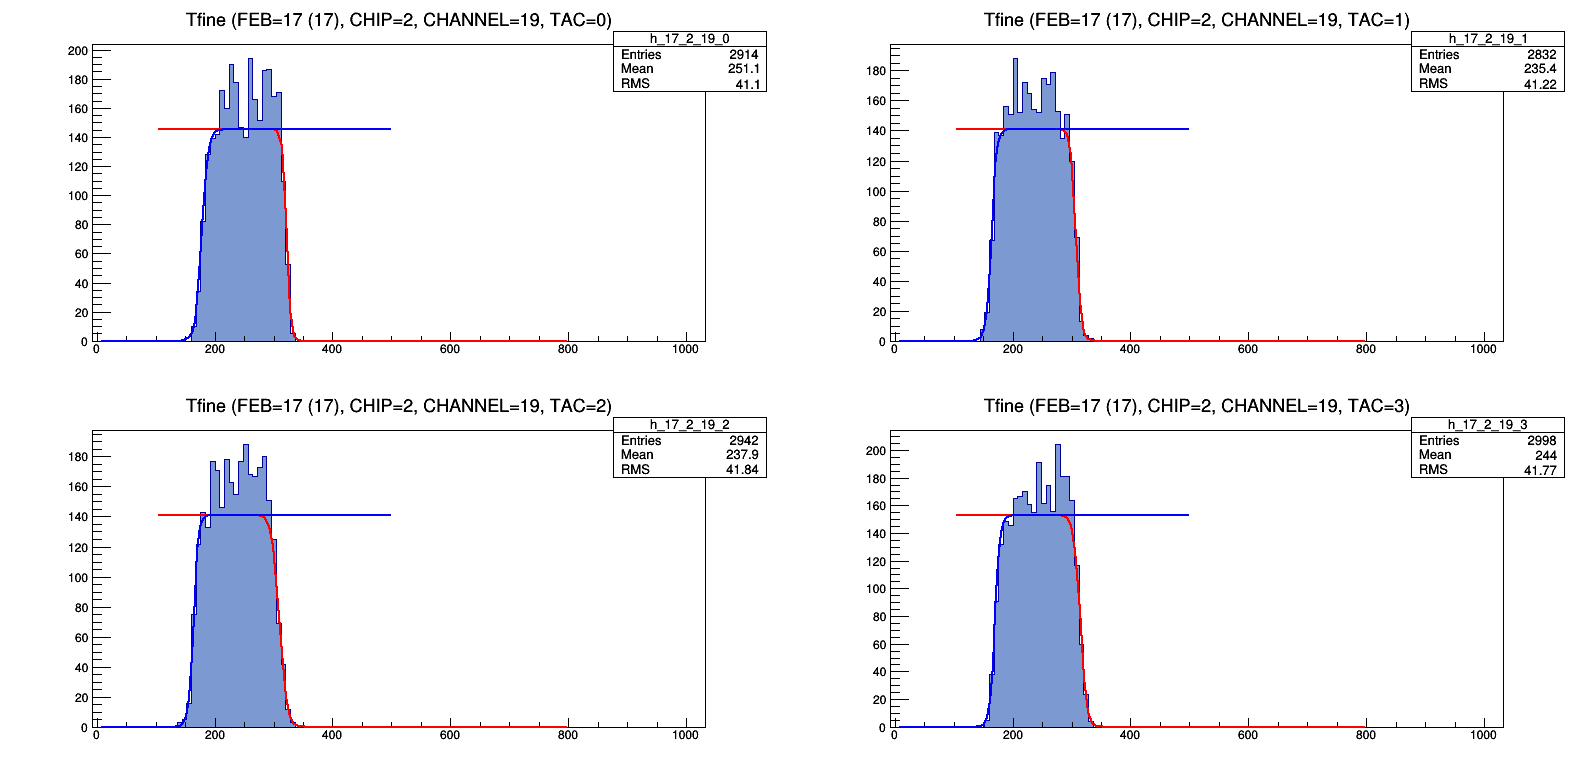 Tfine (FEB=17 (17), CHIP=2, CHANNEL=19, TAC=0)
h_17_2_19_0
Entries 2914
Mean 251.1
RMS 41.1
200
180
160
140
120
100
80
60
40
20
0
0 200 400 600 800 1000
Tfine (FEB=17 (17), CHIP=2, CHANNEL=19, TAC=1)
h_17_2_19_1
Entries 2832
Mean 235.4
RMS 41.22
180
160
140
120
100
80
60
40
20
0
0 200 400 600 800 1000
Tfine (FEB=17 (17), CHIP=2, CHANNEL=19, TAC=2)
h_17_2_19_2
Entries 2942
Mean 237.9
RMS 41.84
180
160
140
120
100
80
60
40
20
0
0 200 400 600 800 1000
Tfine (FEB=17 (17), CHIP=2, CHANNEL=19, TAC=3)
h_17_2_19_3
Entries 2998
Mean 244
RMS 41.77
200
180
160
140
120
100
80
60
40
20
0
0 200 400 600 800 1000